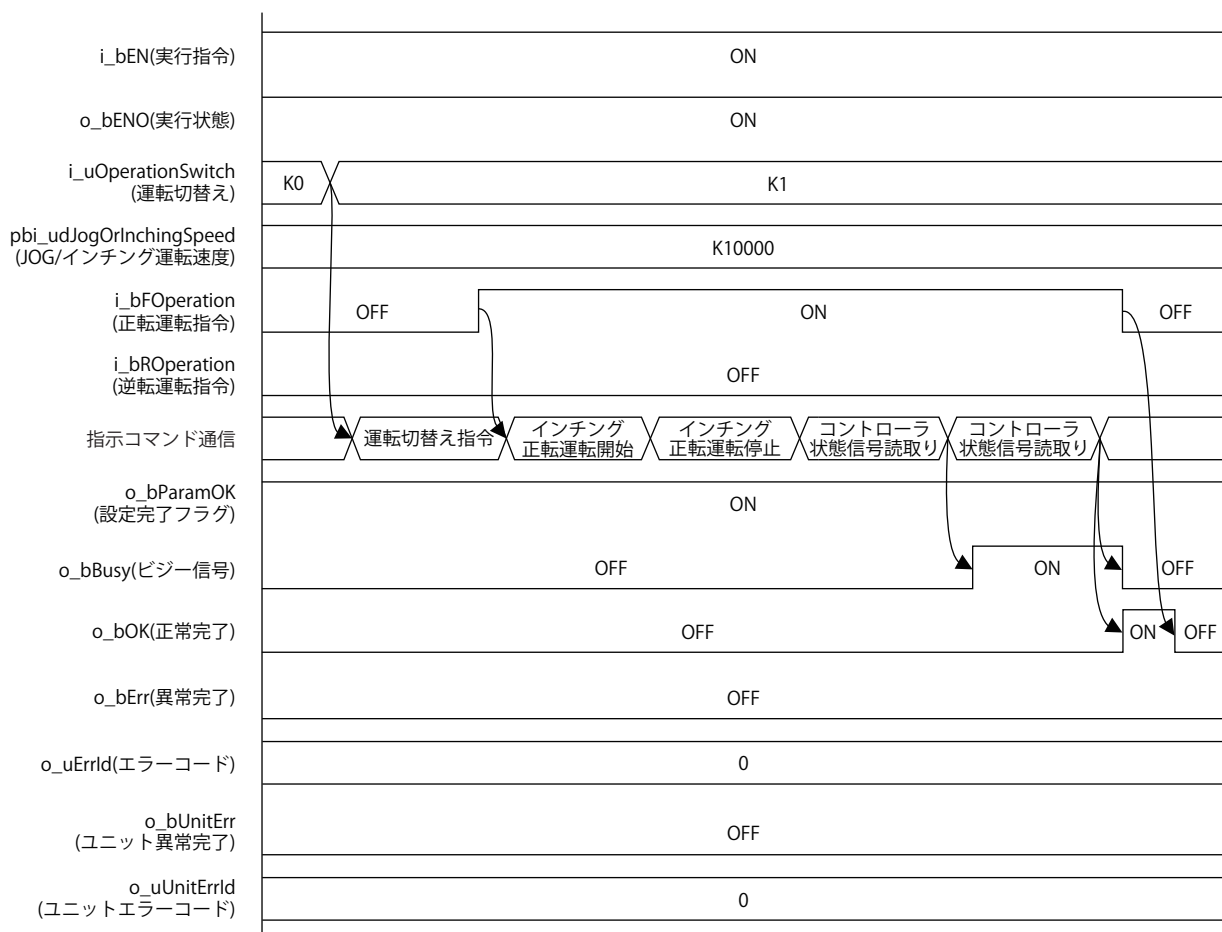 i_bEN(実行指令)
ON
o_bENO(実行状態)
ON
i_uOperationSwitch
(運転切替え)
K0
K1
pbi_udJogOrInchingSpeed
(JOG/インチング運転速度)
K10000
i_bFOperation
(正転運転指令)
OFF
ON
OFF
i_bROperation
(逆転運転指令)
OFF
指示コマンド通信
運転切替え指令
インチング
正転運転開始
インチング
正転運転停止
コントローラ
状態信号読取り
コントローラ
状態信号読取り
o_bParamOK
(設定完了フラグ)
ON
o_bBusy(ビジー信号)
OFF
ON
OFF
o_bOK(正常完了)
OFF
ON
OFF
o_bErr(異常完了)
OFF
o_uErrId(エラーコード)
0
o_bUnitErr
(ユニット異常完了)
OFF
o_uUnitErrId
(ユニットエラーコード)
0